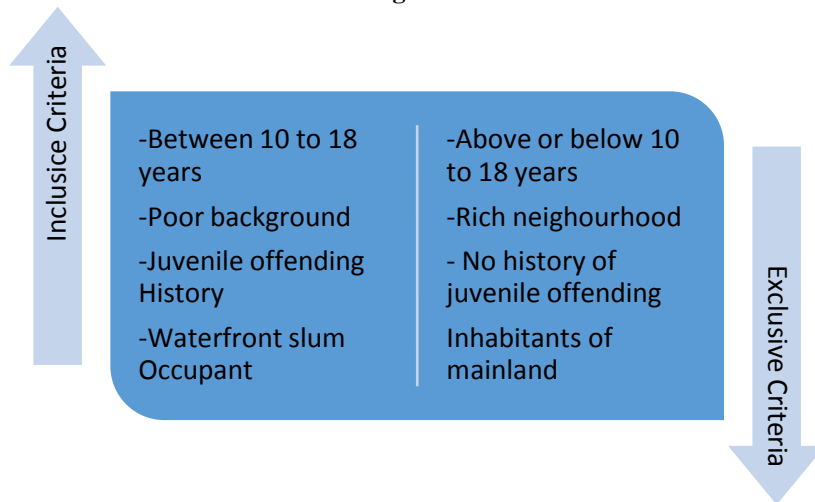 Inclusice Criteria
-Between 10 to 18
years
-Poor background
-Juvenile offending
History
-Waterfront slum
Occupant
-Above or below 10
to 18 years
-Rich neighourhood
- No history of
juvenile offending
Inhabitants of
mainland
Exclusive Criteria